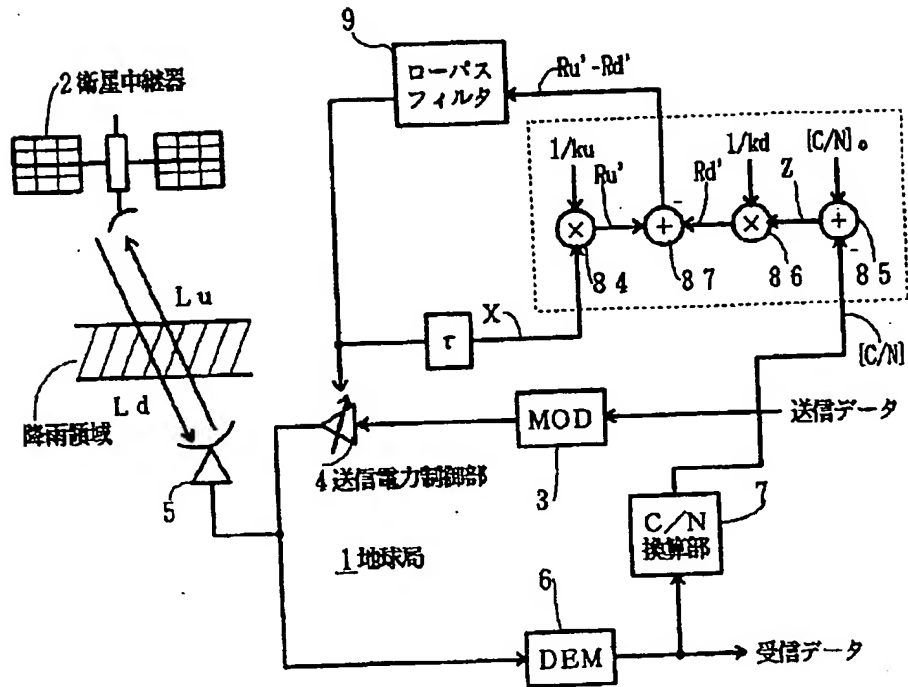 9
ローパス
フィルタ
Ru'-Rd'
2衛星中継器
1/ku
Ru'
Rd'
1/kd
Z
[C/N]。
-
×
+
×
+
-
84
87
86
85
Lu
τ
X
[C/N]
Ld
降雨領域
MOD
送信データ
4送信電力制御部
3
5
7
C/N
換算部
1地球局
6
DEM
受信データ